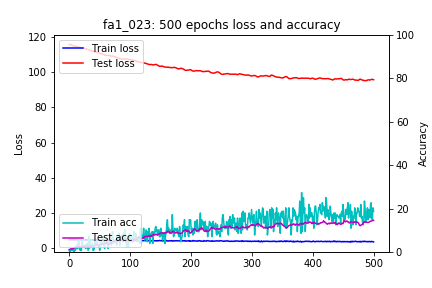 fa1_023: 500 epochs loss and accuracy
120
100
80
60
40
20
0
Loss
Train loss
Test loss
Train acc
Test acc
100
80
60
40
20
0
Accuracy
0 100 200 300 400 500